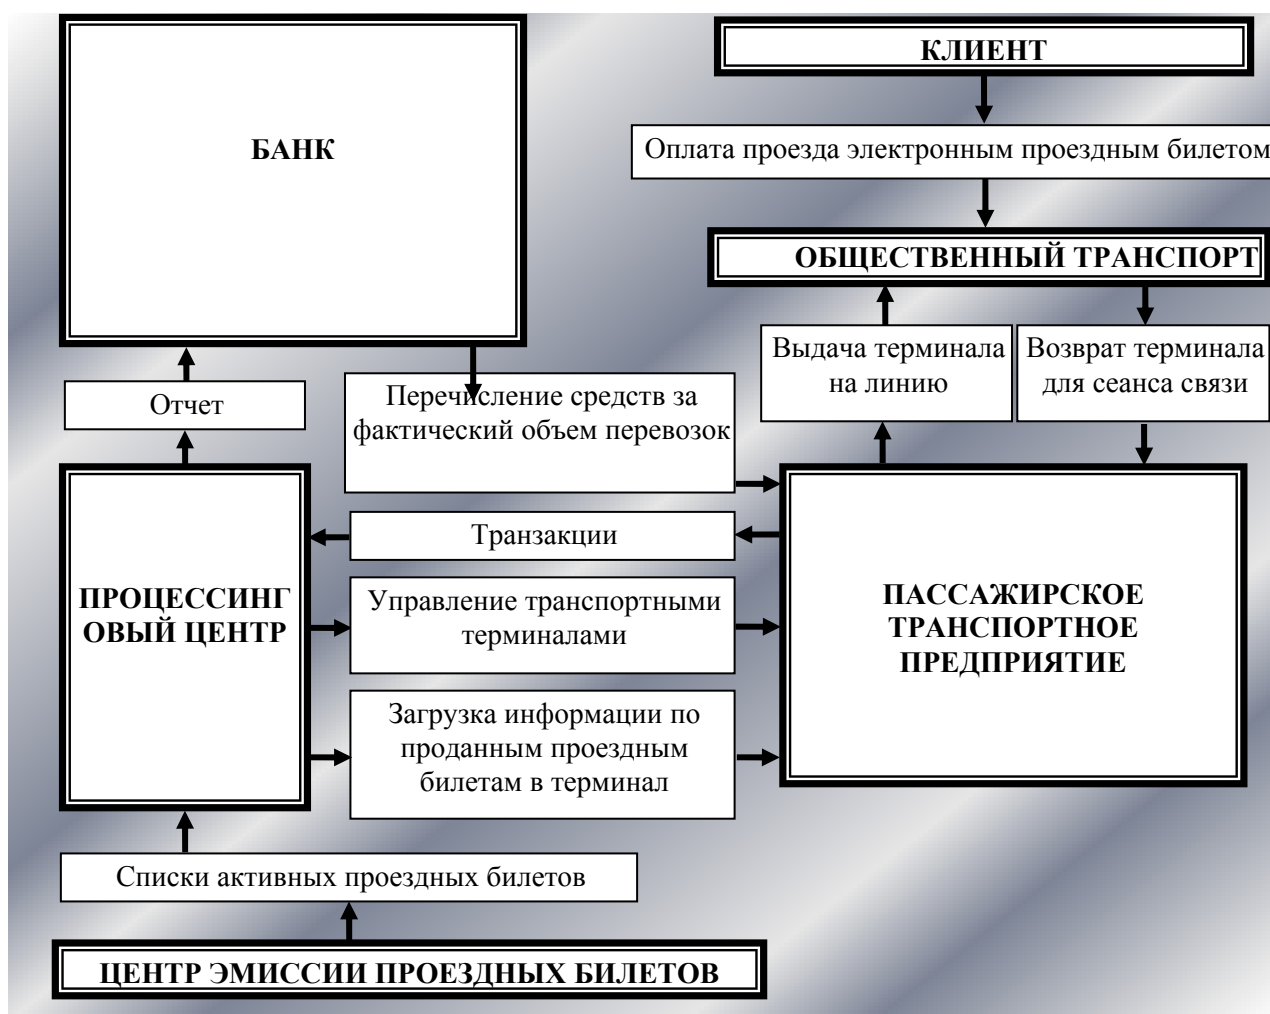 КЛИЕНТ
БАНК
Оплата проезда электронным проездным билетом
ОБЩЕСТВЕННЫЙ ТРАНСПОРТ
Выдача терминала
на линию
Возврат терминала
для сеанса связи
Отчет
Перечисление средств за
фактический объем перевозок
Транзакции
ПРОЦЕССИНГ
ОВЫЙ ЦЕНТР
Управление транспортными
терминалами
ПАССАЖИРСКОЕ
ТРАНСПОРТНОЕ
ПРЕДПРИЯТИЕ
Загрузка информации по
проданным проездным
билетам в терминал
Списки активных проездных билетов
ЦЕНТР ЭМИССИИ ПРОЕЗДНЫХ БИЛЕТОВ